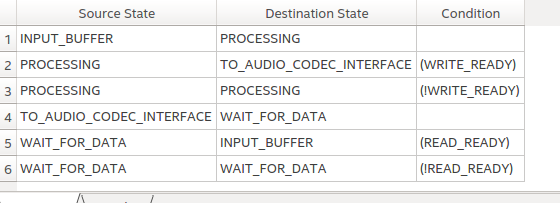 Source State Destination State Condition
1 INPUT_BUFFER PROCESSING
2 PROCESSING TO_AUDIO_CODEC_INTERFACE (WRITE_READY)
3 PROCESSING PROCESSING (!WRITE_READY)
4 TO_AUDIO_CODEC_INTERFACE WAIT_FOR_DATA
5 WAIT_FOR_DATA INPUT_BUFFER (READ_READY)
6 WAIT_FOR_DATA WAIT_FOR_DATA (!READ_READY)